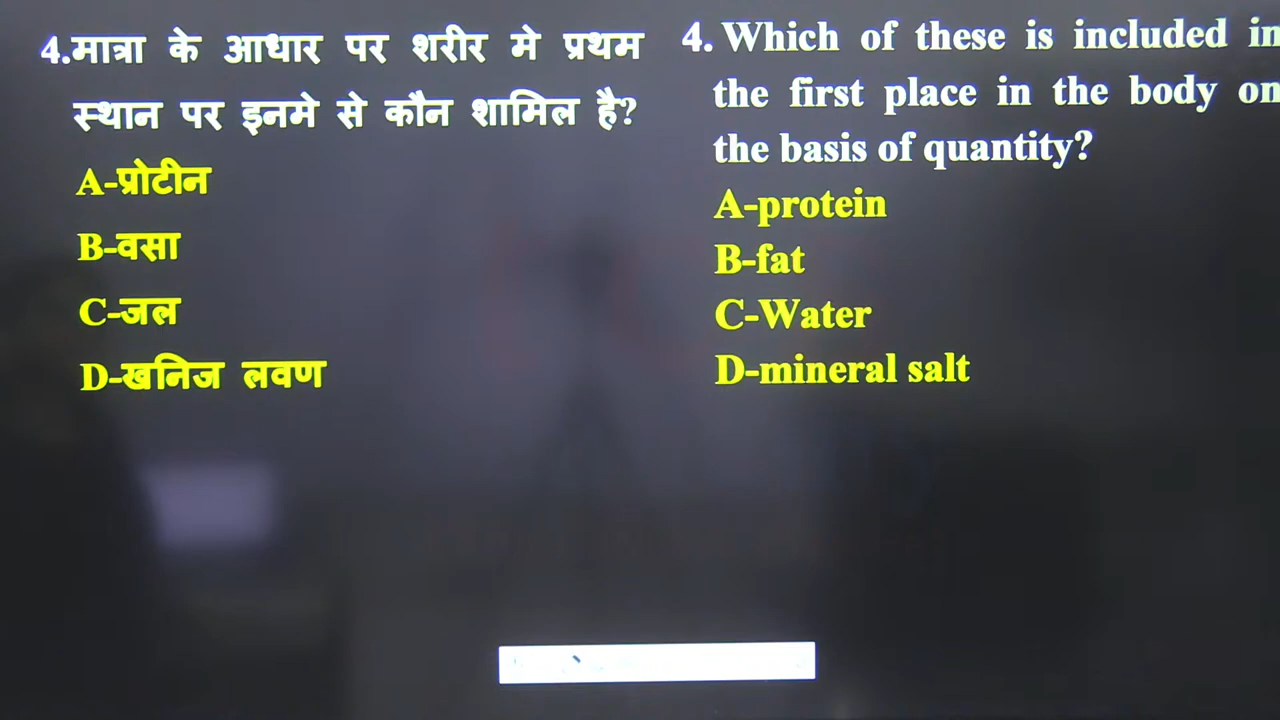 4.मात्रा के आधार पर शरीर मे प्रथम
स्थान पर इनमे से कौन शामिल है?
A-प्रोटीन
B-वसा
C-जल
D-खनिज लवण
4. Which of these is included in
the first place in the body on
the basis of quantity?
A-protein
B-fat
C-Water
D-mineral salt